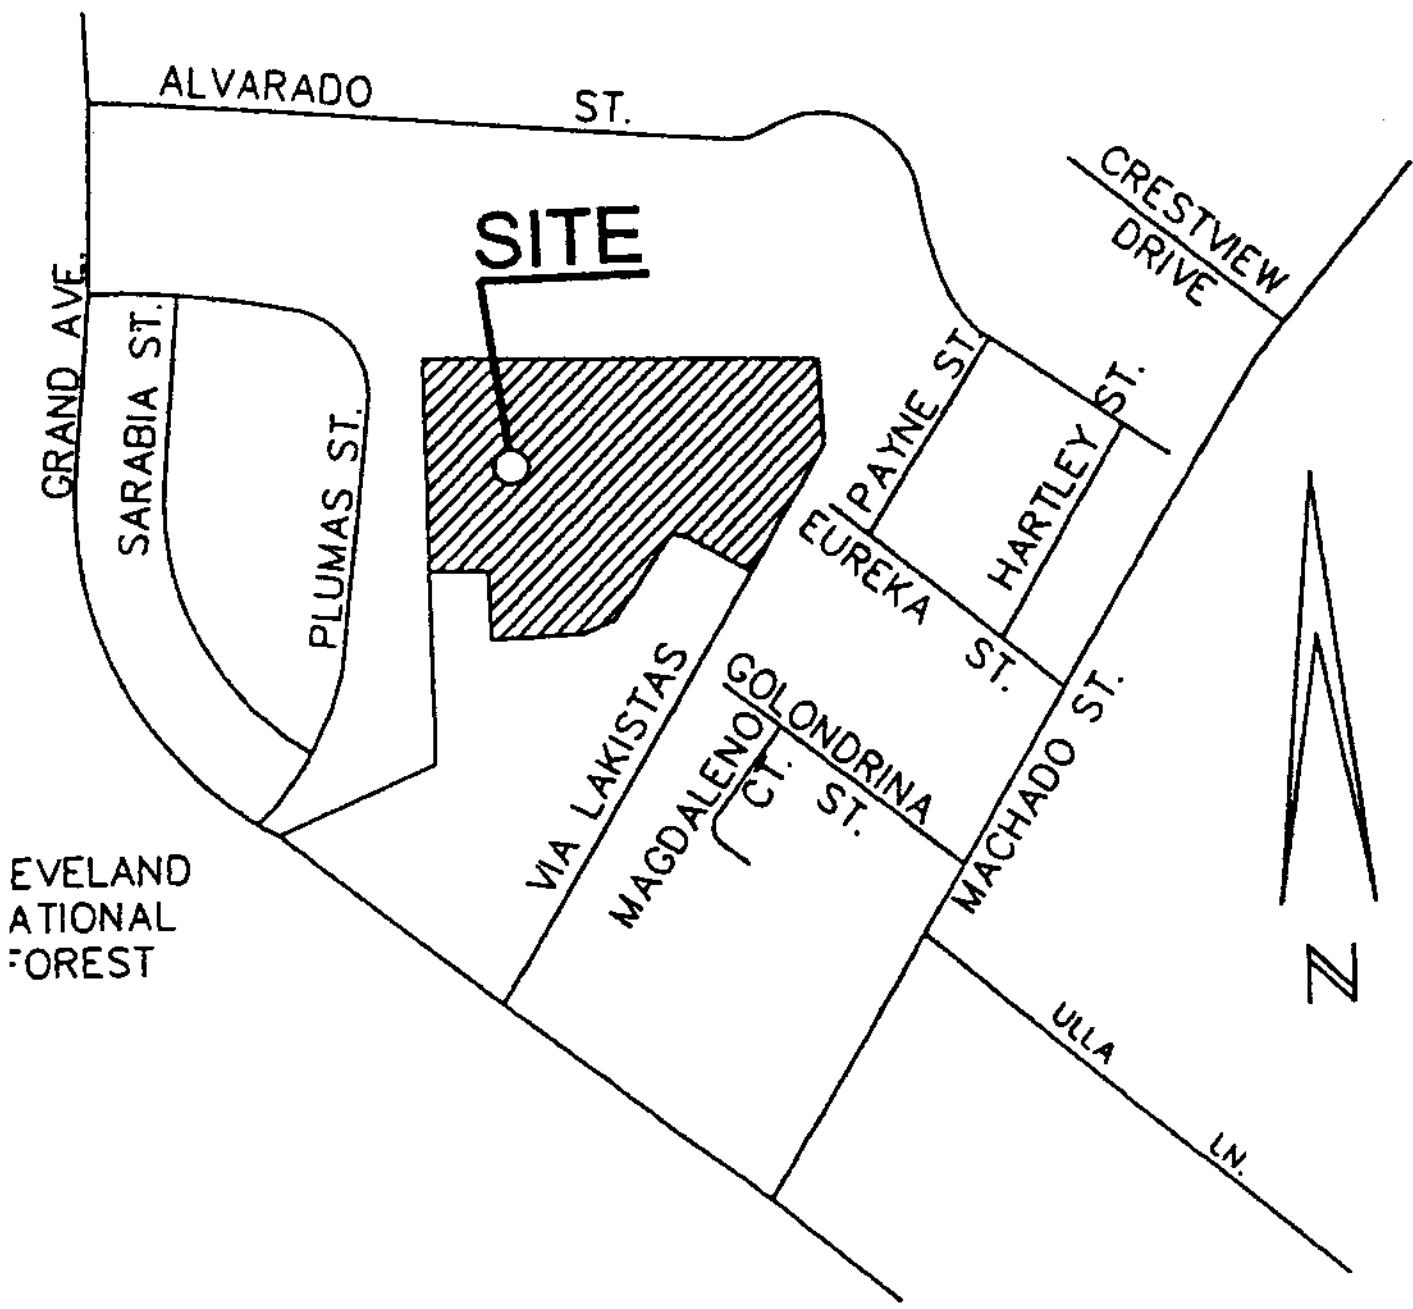 ALVARADO ST.
CRESTVIEW
DRIVE
SITE
GRAND AVE.
SARABIA ST.
PLUMAS ST.
PAYNE ST.
HARTLEY ST.
EUREKA ST.
VIA LAKISTAS
GOLONDRINA ST.
MAGDALENO CT.
MACHADO ST.
EVELAND
ATIONAL
FOREST
N
ULLA LN.